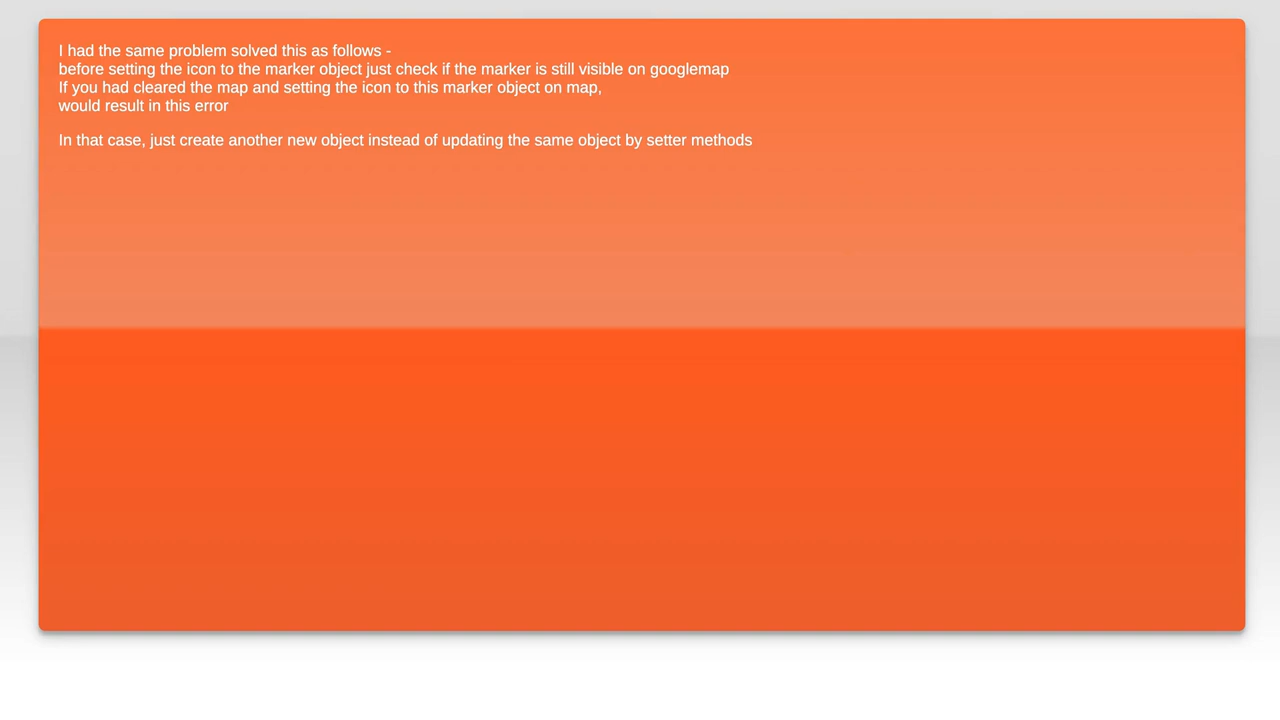 I had the same problem solved this as follows -
before setting the icon to the marker object just check if the marker is still visible on googlemap
If you had cleared the map and setting the icon to this marker object on map,
would result in this error
In that case, just create another new object instead of updating the same object by setter methods